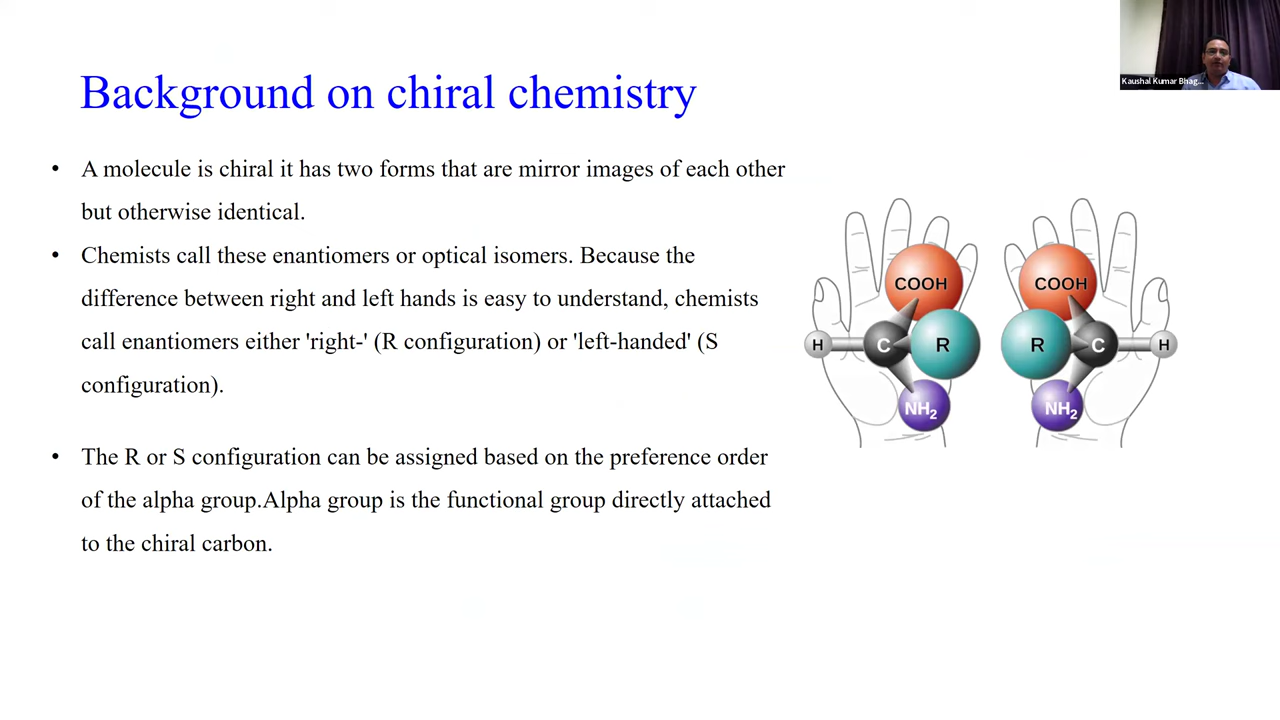 Kaushal Kumar Bhag...
Background on chiral chemistry
• A molecule is chiral it has two forms that are mirror images of each other
but otherwise identical.
• Chemists call these enantiomers or optical isomers. Because the
difference between right and left hands is easy to understand, chemists
call enantiomers either 'right-' (R configuration) or 'left-handed' (S
configuration).
• The R or S configuration can be assigned based on the preference order
of the alpha group.Alpha group is the functional group directly attached
to the chiral carbon.
COOH COOH
H C R R C H
NH₂ NH₂